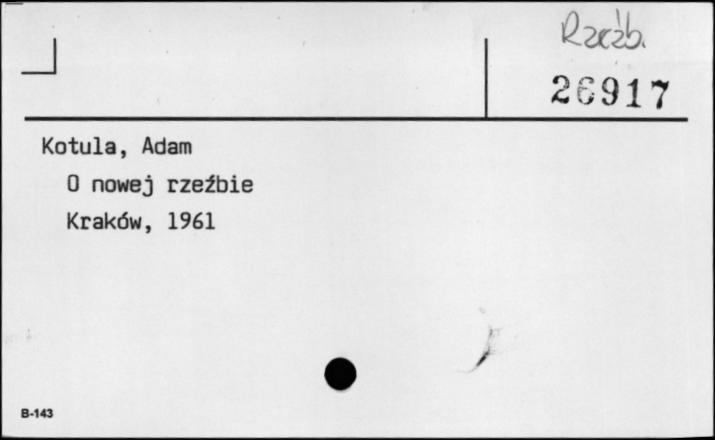 Rzeźb.
26917
Kotula, Adam
O nowej rzeźbie
Kraków, 1961
B-143